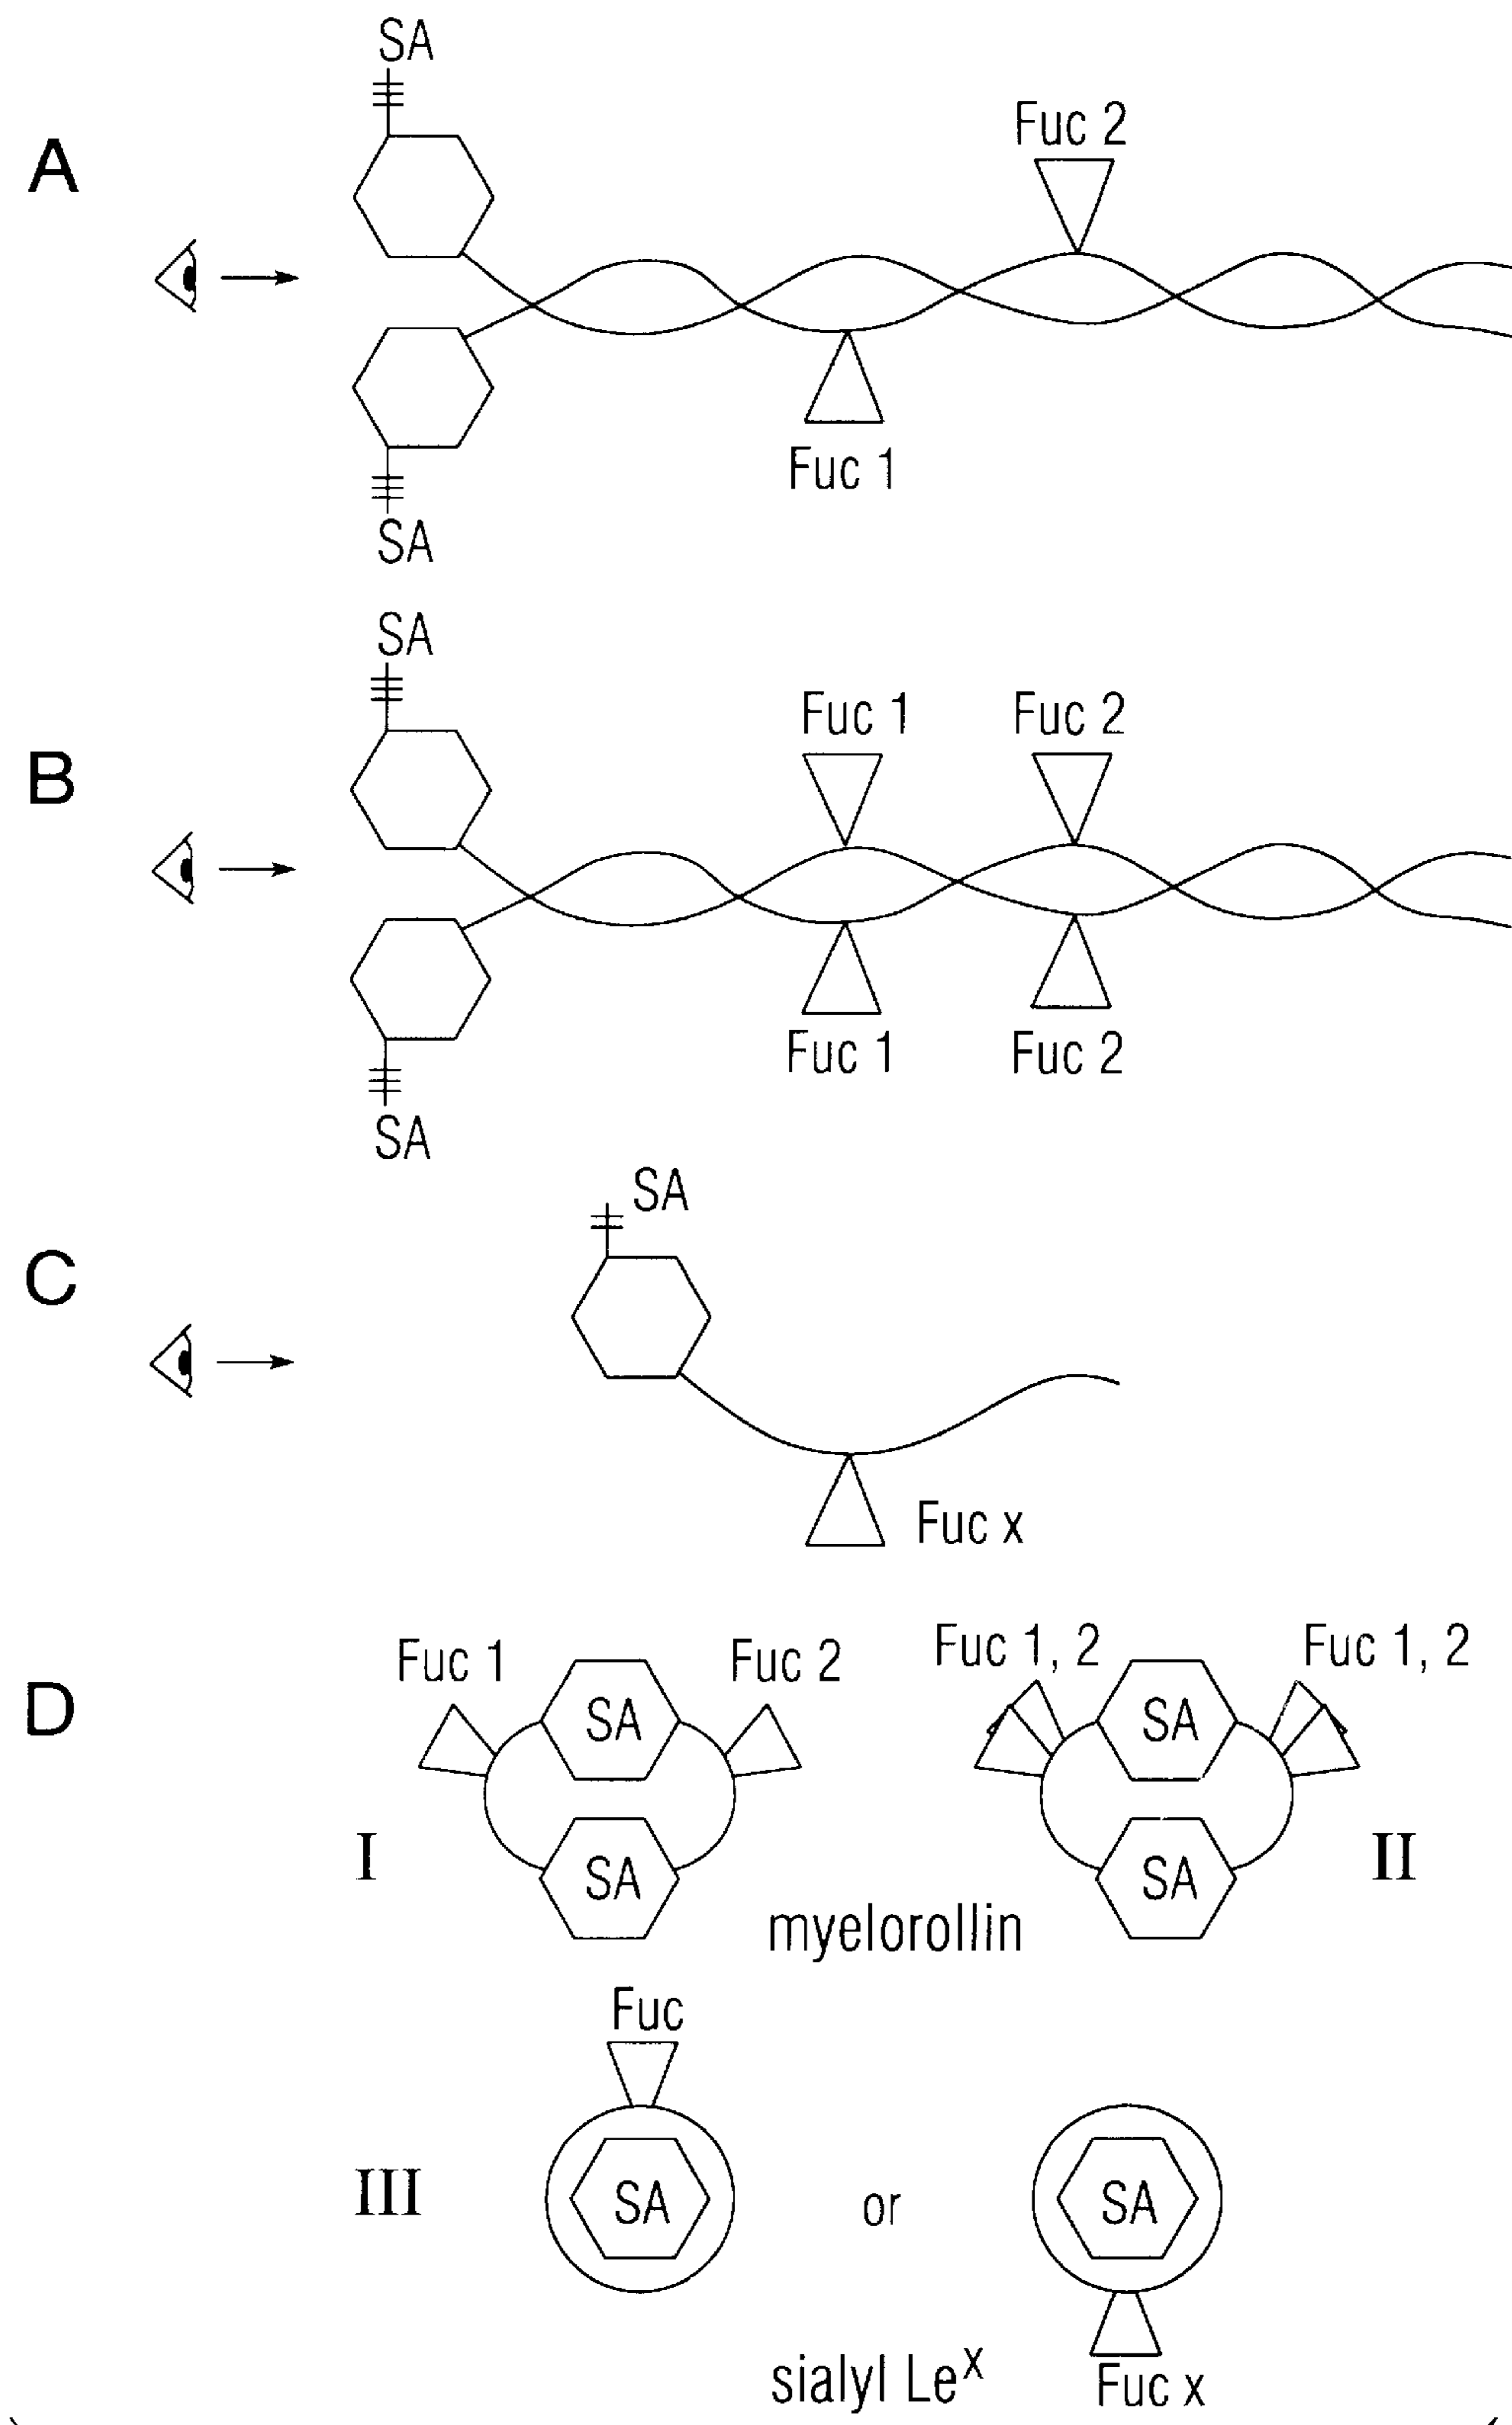 SA
A
Fuc 2
Fuc 1
SA
SA
B
Fuc 1 Fuc 2
Fuc 1 Fuc 2
SA
SA
C
Fuc x
Fuc 1 Fuc 2 Fuc 1, 2 Fuc 1, 2
D
SA SA
I II
SA SA
myelorollin
Fuc
III SA or SA
sialyl Leˣ Fuc x